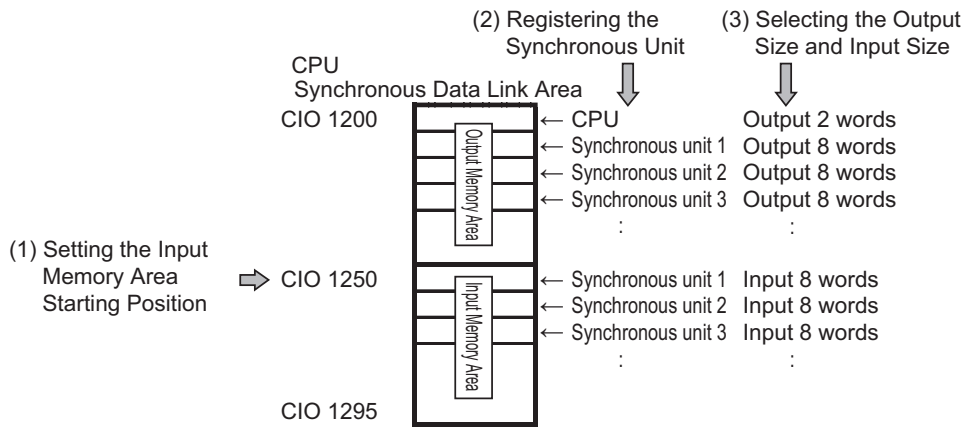 (2) Registering the
Synchronous Unit
(3) Selecting the Output
Size and Input Size
CPU
Synchronous Data Link Area
CIO 1200
← CPU
Output 2 words
← Synchronous unit 1
Output 8 words
← Synchronous unit 2
Output 8 words
← Synchronous unit 3
Output 8 words
:
:
Output Memory Area
(1) Setting the Input
Memory Area
Starting Position
CIO 1250
← Synchronous unit 1
Input 8 words
← Synchronous unit 2
Input 8 words
← Synchronous unit 3
Input 8 words
:
:
Input Memory Area
CIO 1295